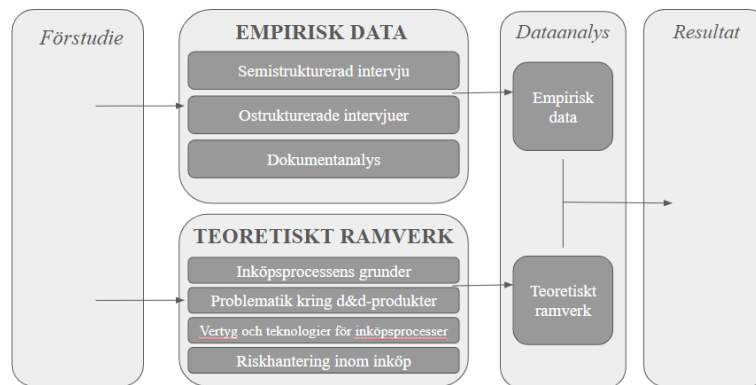 Förstudie
EMPIRISK DATA
Semistrukturerad intervju
Ostrukturerade intervjuer
Dokumentanalys
TEORETISKT RAMVERK
Inköpsprocessens grunder
Problematik kring d&d-produkter
Vertyg och teknologier för inköpsprocesser
Riskhantering inom inköp
Dataanalys
Empirisk
data
Teoretiskt
ramverk
Resultat